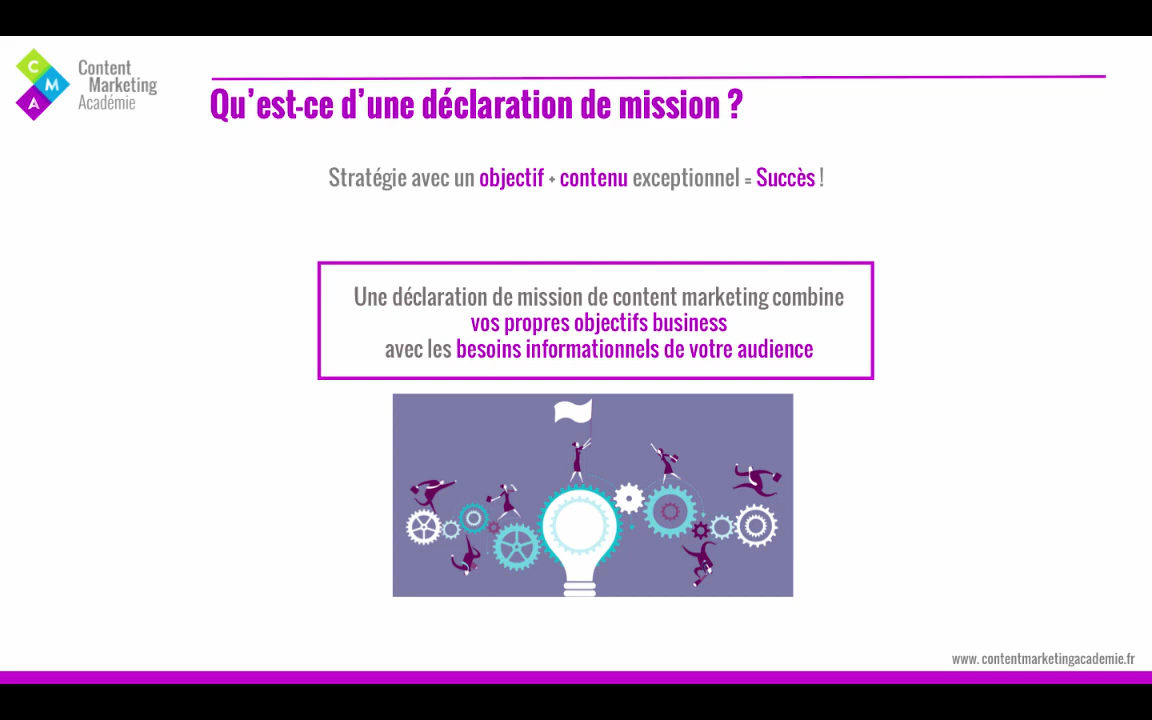 C
M
A
Content
Marketing
Académie
Qu'est-ce d'une déclaration de mission ?
Stratégie avec un objectif + contenu exceptionnel = Succès !
Une déclaration de mission de content marketing combine
vos propres objectifs business
avec les besoins informationnels de votre audience
www. contentmarketingacademie.fr